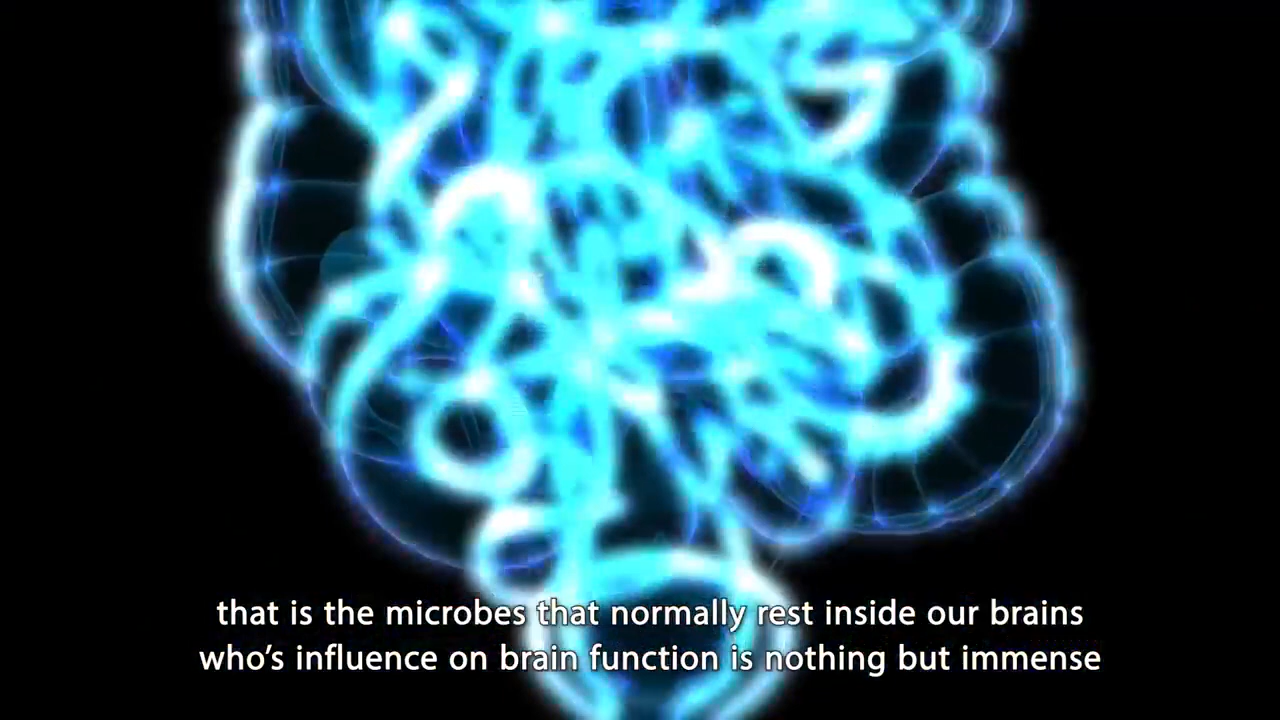 that is the microbes that normally rest inside our brains
who's influence on brain function is nothing but immense